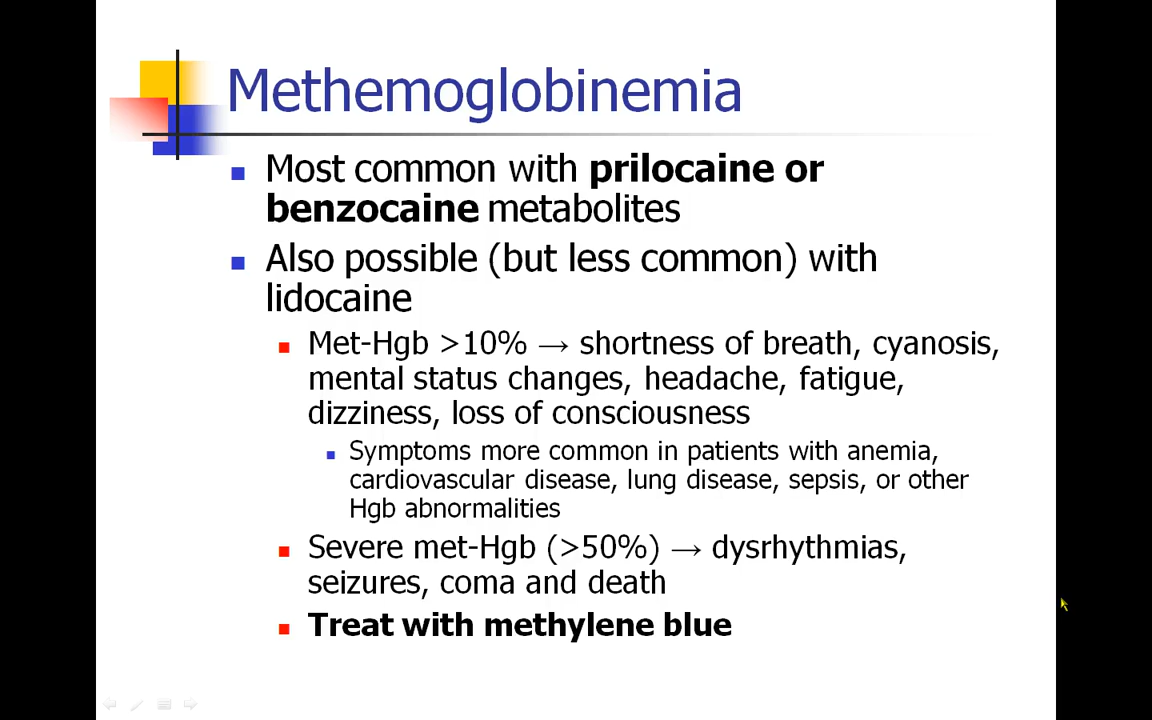 Methemoglobinemia
Most common with prilocaine or
benzocaine metabolites
Also possible (but less common) with
lidocaine
Met-Hgb >10% → shortness of breath, cyanosis,
mental status changes, headache, fatigue,
dizziness, loss of consciousness
Symptoms more common in patients with anemia,
cardiovascular disease, lung disease, sepsis, or other
Hgb abnormalities
Severe met-Hgb (>50%) → dysrhythmias,
seizures, coma and death
Treat with methylene blue